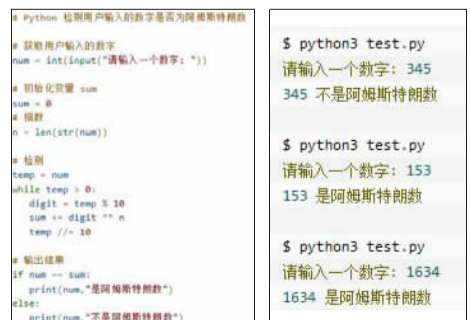 # Python 检测用户输入的数字是否为阿姆斯特朗数
# 获取用户输入的数字
num = int(input("请输入一个数字: "))
# 初始化变量 sum
sum = 0
# 指数
n = len(str(num))
# 检测
temp = num
while temp > 0:
digit = temp % 10
sum += digit ** n
temp //= 10
# 输出结果
if num == sum:
print(num,"是阿姆斯特朗数")
else:
print(num,"不是阿姆斯特朗数")
$ python3 test.py
请输入一个数字: 345
345 不是阿姆斯特朗数
$ python3 test.py
请输入一个数字: 153
153 是阿姆斯特朗数
$ python3 test.py
请输入一个数字: 1634
1634 是阿姆斯特朗数